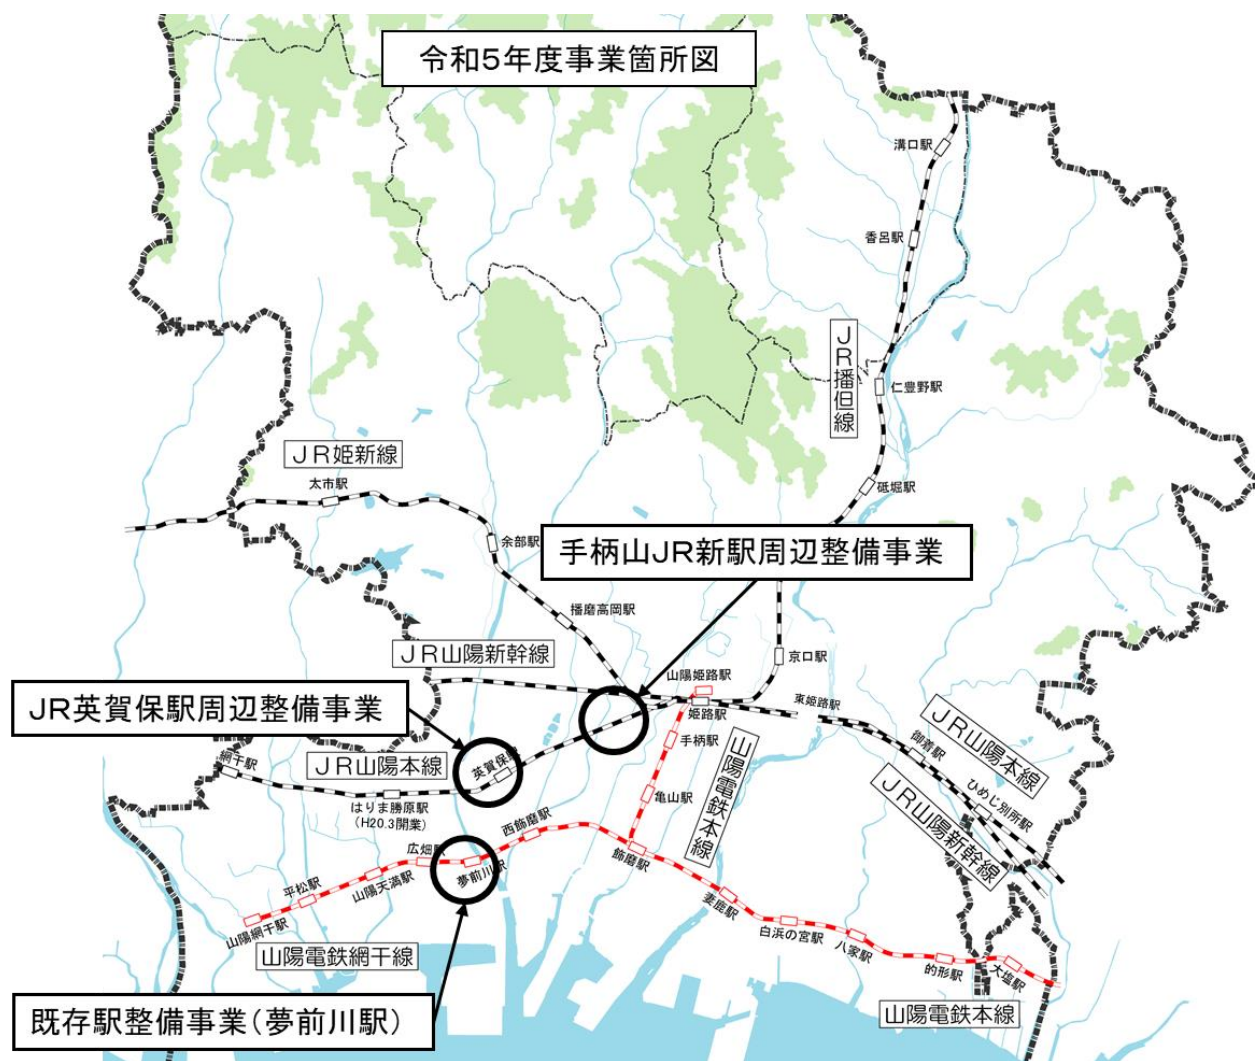 令和5年度事業箇所図
溝口駅
香呂駅
JR播但線
仁豊野駅
JR姫新線
太市駅
砥堀駅
余部駅
手柄山JR新駅周辺整備事業
播磨高岡駅
JR山陽新幹線
京口駅
山陽姫路駅
JR英賀保駅周辺整備事業
姫路駅
東姫路駅
手柄駅
JR山陽本線
御着駅
網干駅
JR山陽本線
英賀保駅
山陽電鉄本線
はりま勝原駅
(H20.3開業)
亀山駅
ひめじ別所駅
JR山陽新幹線
西飾磨駅
広畑駅
夢前川駅
飾磨駅
平松駅
山陽天満駅
妻鹿駅
山陽網干駅
白浜の宮駅
八家駅
山陽電鉄網干線
的形駅
大塩駅
既存駅整備事業(夢前川駅)
山陽電鉄本線